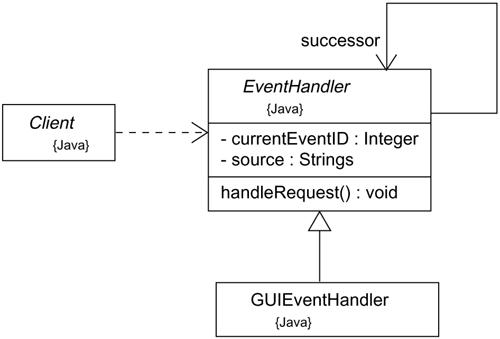 successor
EventHandler
{Java}
Client
{Java}
- currentEventID : Integer
- source : Strings
handleRequest() : void
GUIEventHandler
{Java}